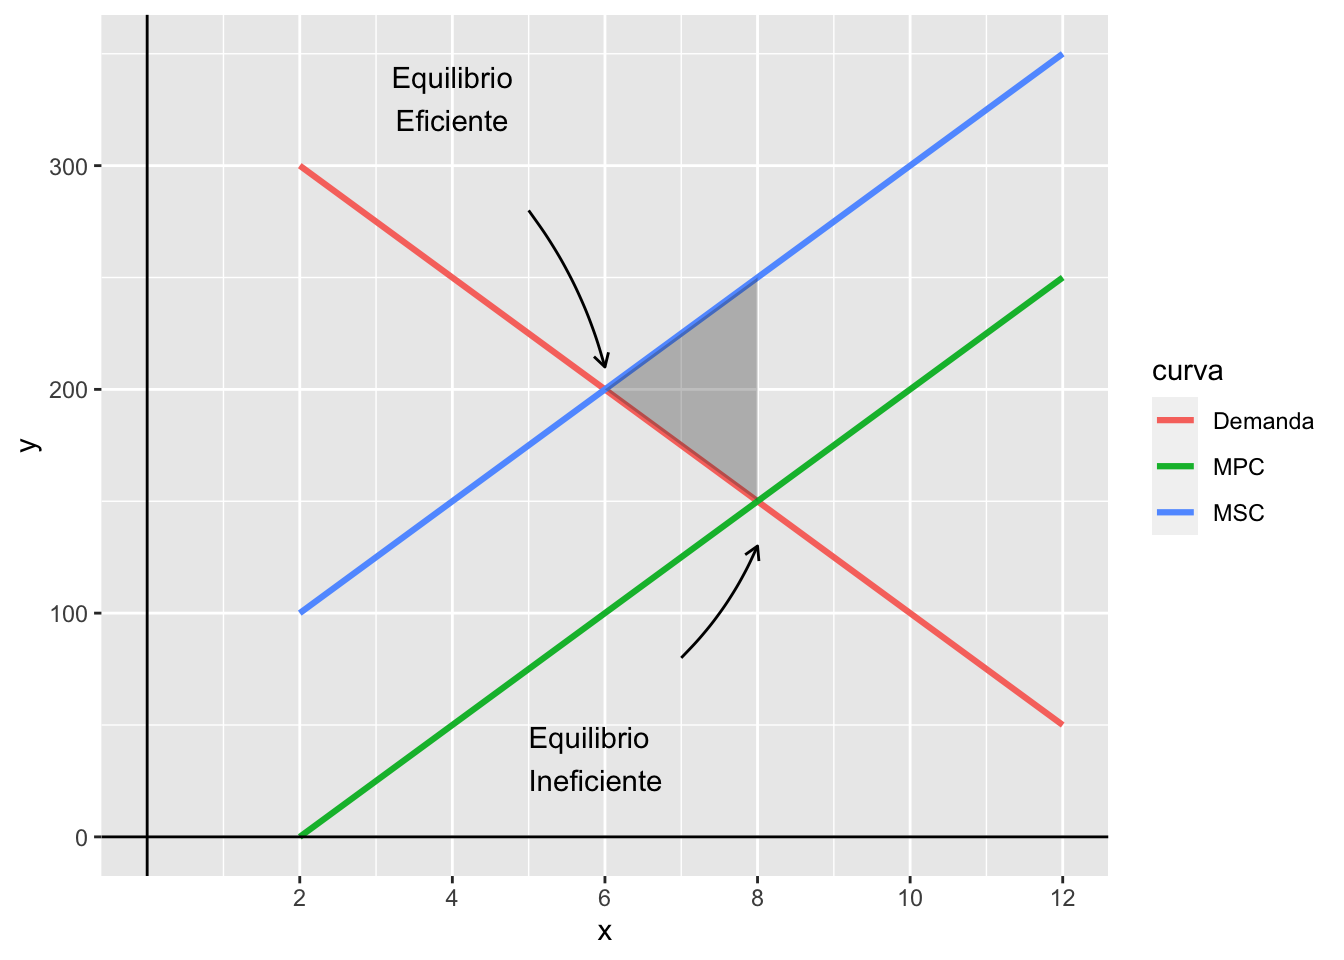 Equilibrio
Eficiente
300
200
100
0
y
Equilibrio
Ineficiente
2 4 6 8 10 12
x
curva
Demanda
MPC
MSC